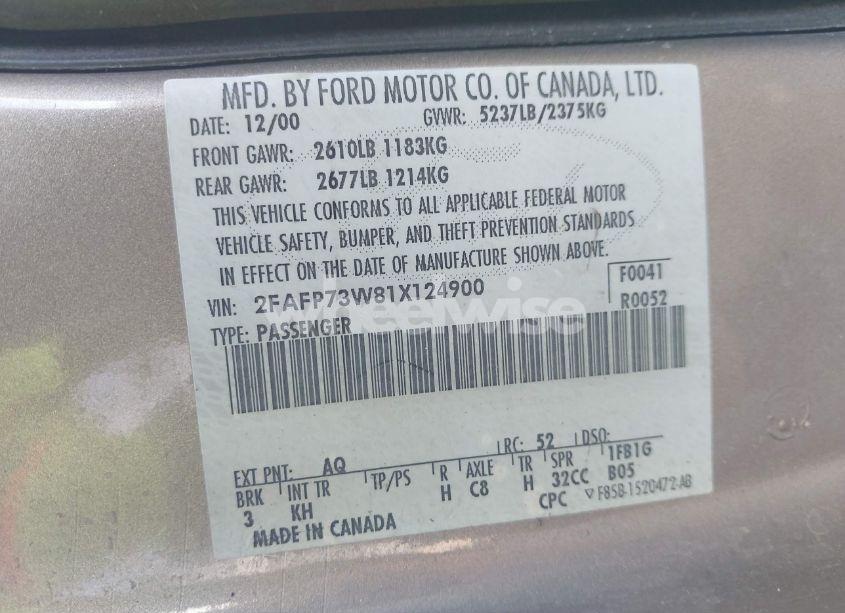 MFD. BY FORD MOTOR CO. OF CANADA, LTD.
DATE: 12/00 GVWR: 5237LB/2375KG
FRONT GAWR: 2610LB 1183KG
REAR GAWR: 2677LB 1214KG
THIS VEHICLE CONFORMS TO ALL APPLICABLE FEDERAL MOTOR
VEHICLE SAFETY, BUMPER, AND THEFT PREVENTION STANDARDS
IN EFFECT ON THE DATE OF MANUFACTURE SHOWN ABOVE.
VIN: 2FAFP73W81X124900 F0041
TYPE: PASSENGER R0052
wheelwise
EXT PNT: AQ RC: 52 DSO:
BRK INT TR TP/PS R AXLE TR SPR 1FB1G
3 KH H C8 H 32CC B05
MADE IN CANADA CPC F85B-1520472-AB